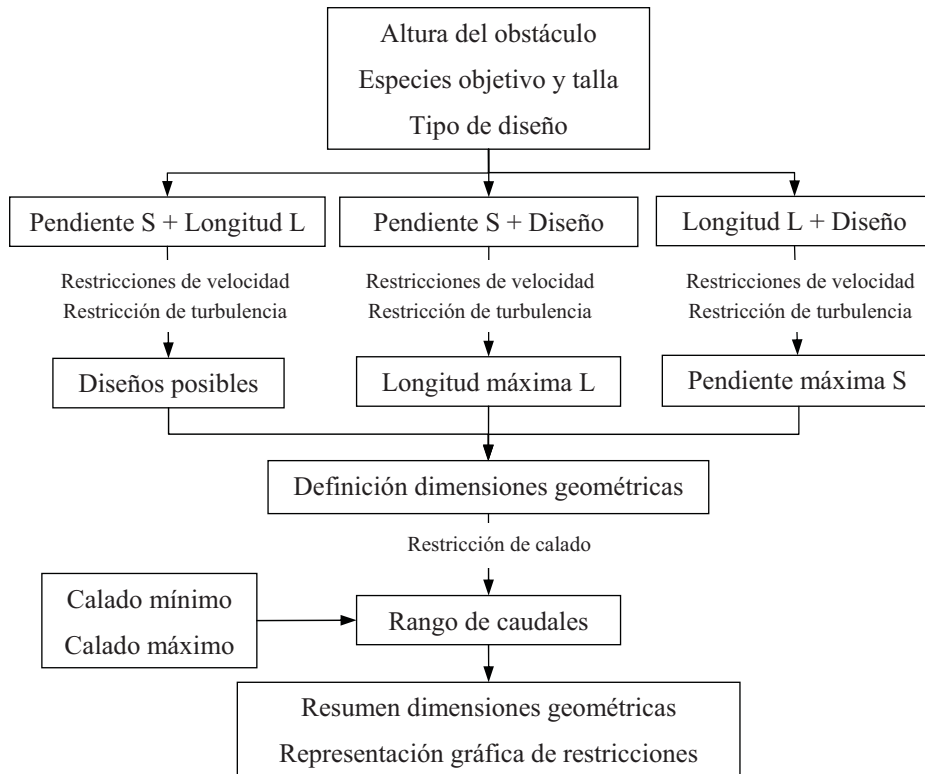 Altura del obstáculo
Especies objetivo y talla
Tipo de diseño
Pendiente S + Longitud L
Pendiente S + Diseño
Longitud L + Diseño
Restricciones de velocidad
Restricción de turbulencia
Restricciones de velocidad
Restricción de turbulencia
Restricciones de velocidad
Restricción de turbulencia
Diseños posibles
Longitud máxima L
Pendiente máxima S
Definición dimensiones geométricas
Restricción de calado
Calado mínimo
Calado máximo
Rango de caudales
Resumen dimensiones geométricas
Representación gráfica de restricciones